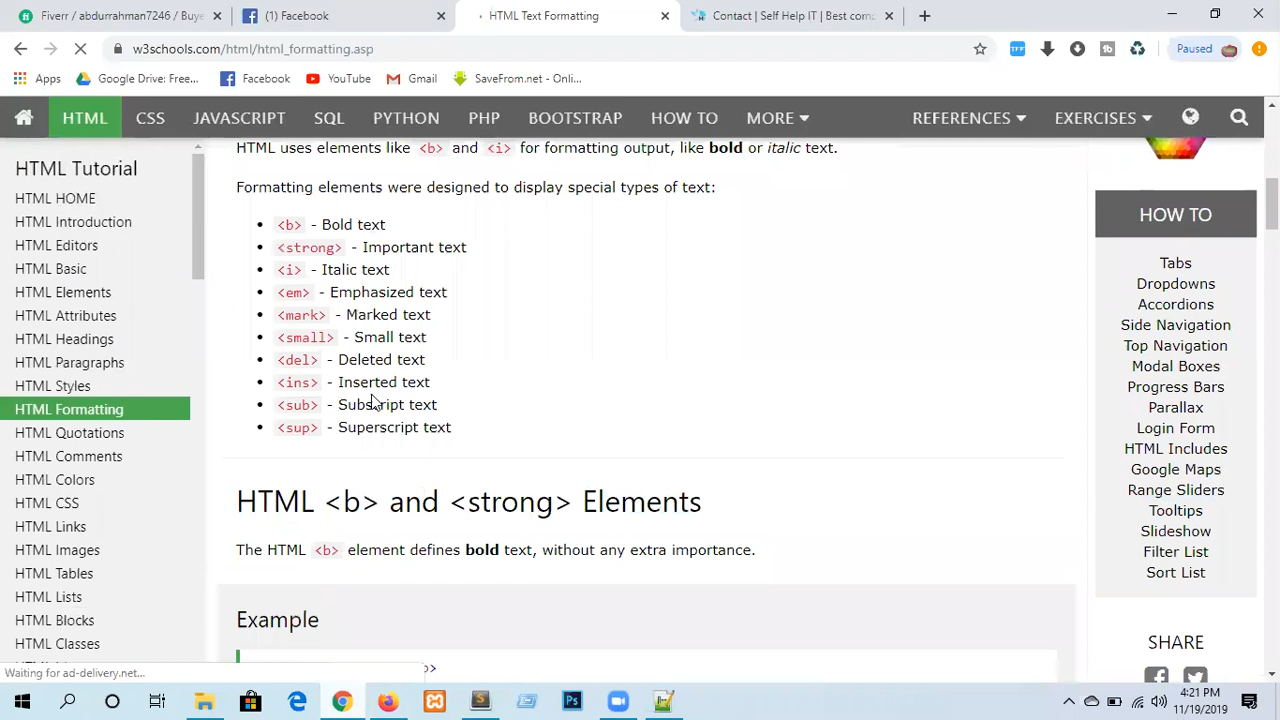 Fiverr / abdurrahman7246 / Buye
(1) Facebook
HTML Text Formatting
Contact | Self Help IT | Best com
w3schools.com/html/html_formatting.asp
Paused
Apps
Google Drive: Free...
Facebook
YouTube
Gmail
SaveFrom.net - Onli...
HTML CSS JAVASCRIPT SQL PYTHON PHP BOOTSTRAP HOW TO MORE REFERENCES EXERCISES
HTML Tutorial
HTML HOME
HTML Introduction
HTML Editors
HTML Basic
HTML Elements
HTML Attributes
HTML Headings
HTML Paragraphs
HTML Styles
HTML Formatting
HTML Quotations
HTML Comments
HTML Colors
HTML CSS
HTML Links
HTML Images
HTML Tables
HTML Lists
HTML Blocks
HTML Classes
HTML uses elements like <b> and <i> for formatting output, like bold or italic text.
Formatting elements were designed to display special types of text:
<b> - Bold text
<strong> - Important text
<i> - Italic text
<em> - Emphasized text
<mark> - Marked text
<small> - Small text
<del> - Deleted text
<ins> - Inserted text
<sub> - Subscript text
<sup> - Superscript text
HTML <b> and <strong> Elements
The HTML <b> element defines bold text, without any extra importance.
Example
b>
HOW TO
Tabs
Dropdowns
Accordions
Side Navigation
Top Navigation
Modal Boxes
Progress Bars
Parallax
Login Form
HTML Includes
Google Maps
Range Sliders
Tooltips
Slideshow
Filter List
Sort List
SHARE
Waiting for ad-delivery.net...
4:21 PM
11/19/2019